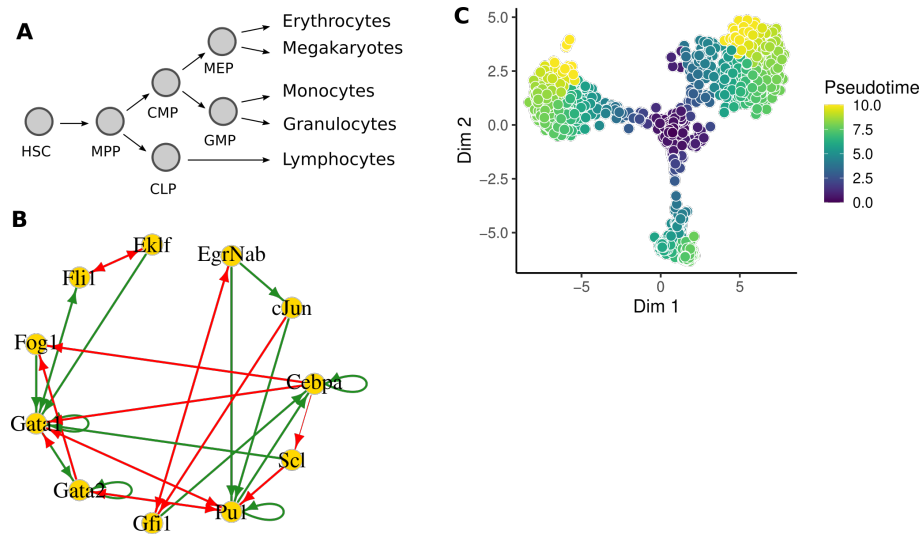 A
Erythrocytes
Megakaryotes
MEP
Monocytes
CMP
Granulocytes
GMP
HSC
MPP
Lymphocytes
CLP
B
Eklf
EgrNab
Fli1
cJun
Fog1
Cebpa
Gata1
Scl
Gata2
Gfi1
Pu1
C
5.0
2.5
0.0
−2.5
−5.0
Dim 2
−5
0
5
Dim 1
Pseudotime
10.0
7.5
5.0
2.5
0.0